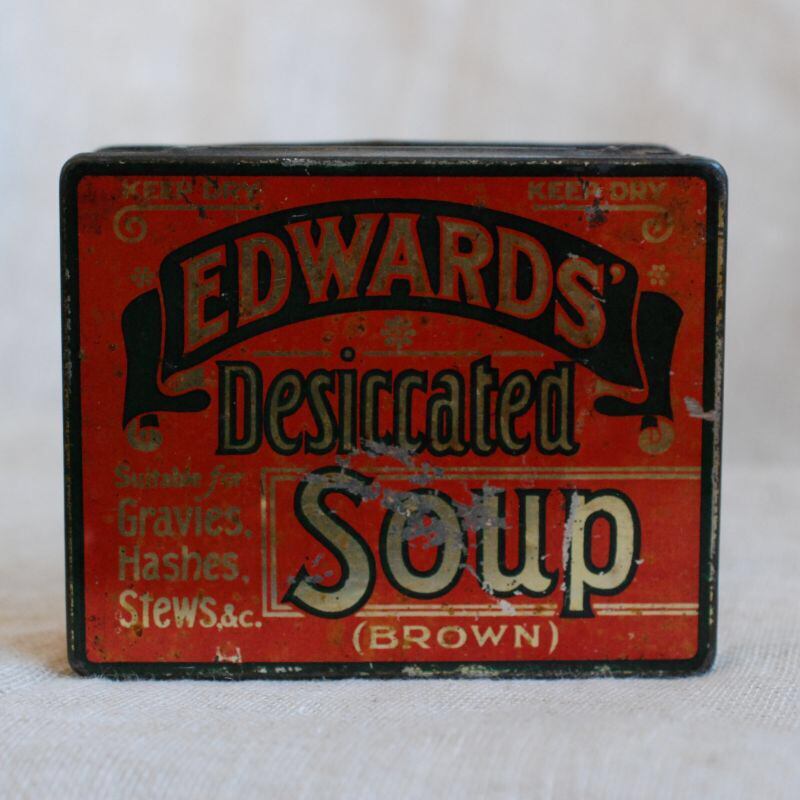 KEEP DRY KEEP DRY
EDWARDS'
Desiccated
Soup
(BROWN)
Suitable for
Gravies,
Hashes,
Stews,&c.